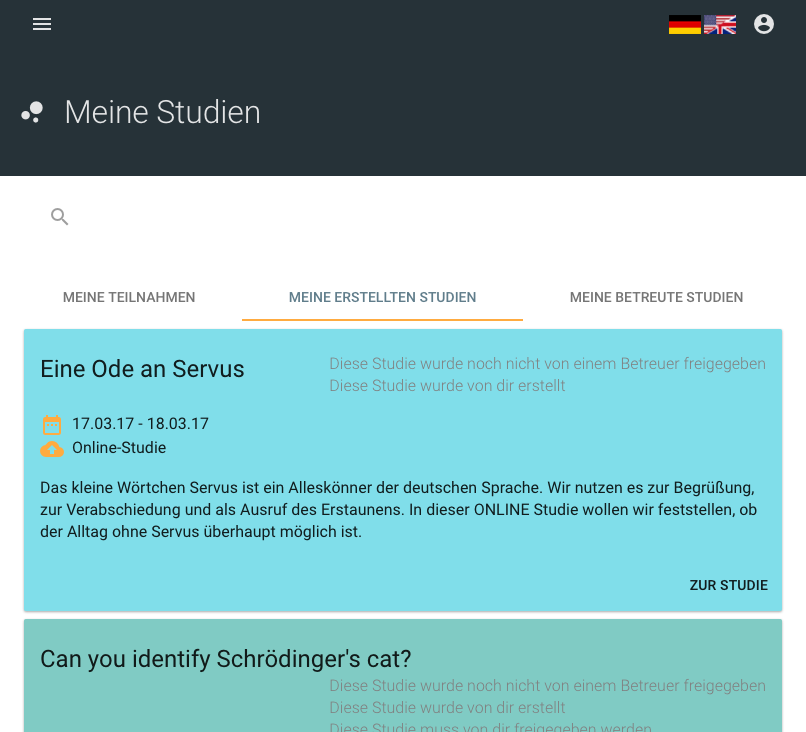 Meine Studien
MEINE TEILNAHMEN
MEINE ERSTELLTEN STUDIEN
MEINE BETREUTE STUDIEN
Eine Ode an Servus
Diese Studie wurde noch nicht von einem Betreuer freigegeben
Diese Studie wurde von dir erstellt
17.03.17 - 18.03.17
Online-Studie
Das kleine Wörtchen Servus ist ein Alleskönner der deutschen Sprache. Wir nutzen es zur Begrüßung,
zur Verabschiedung und als Ausruf des Erstaunens. In dieser ONLINE Studie wollen wir feststellen, ob
der Alltag ohne Servus überhaupt möglich ist.
ZUR STUDIE
Can you identify Schrödinger's cat?
Diese Studie wurde noch nicht von einem Betreuer freigegeben
Diese Studie wurde von dir erstellt
Diese Studie muss von dir freigegeben werden